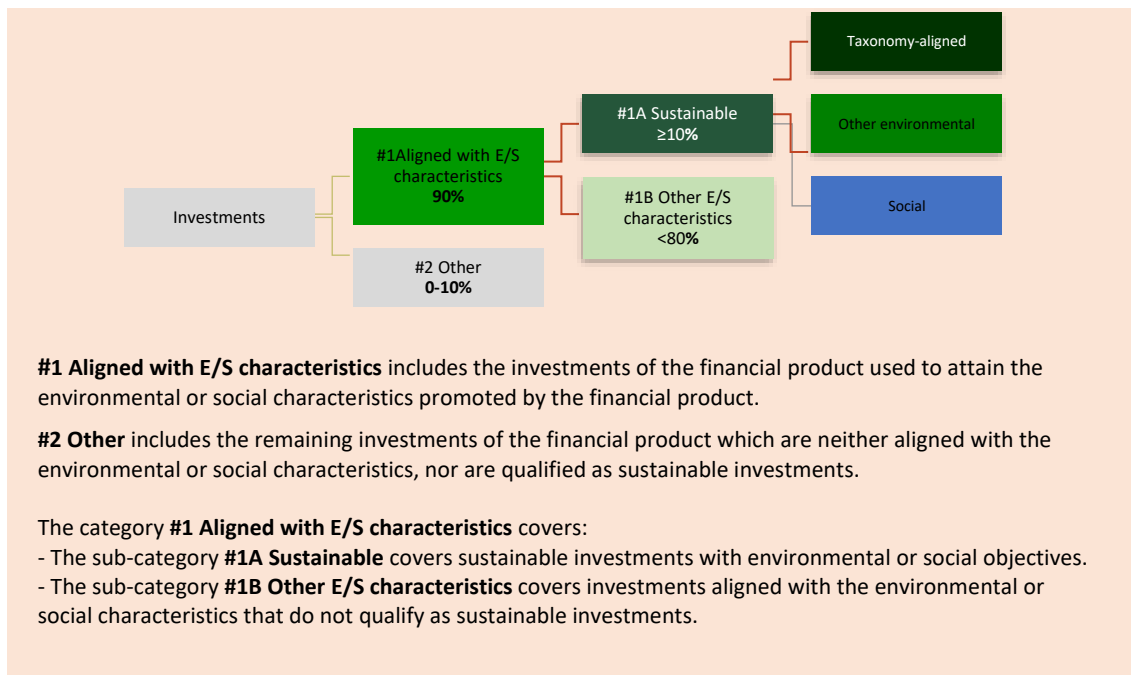 Taxonomy-aligned
#1A Sustainable
≥10%
Other environmental
#1Aligned with E/S
characteristics
90%
#1B Other E/S
characteristics
<80%
Social
Investments
#2 Other
0-10%
#1 Aligned with E/S characteristics includes the investments of the financial product used to attain the
environmental or social characteristics promoted by the financial product.
#2 Other includes the remaining investments of the financial product which are neither aligned with the
environmental or social characteristics, nor are qualified as sustainable investments.
The category #1 Aligned with E/S characteristics covers:
- The sub-category #1A Sustainable covers sustainable investments with environmental or social objectives.
- The sub-category #1B Other E/S characteristics covers investments aligned with the environmental or
social characteristics that do not qualify as sustainable investments.